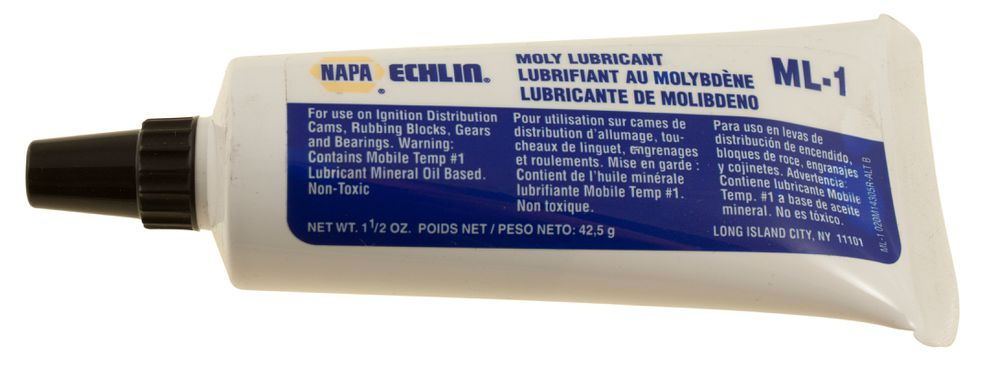 NAPA ® ECHLIN®
MOLY LUBRICANT
LUBRIFIANT AU MOLYBDÈNE
LUBRICANTE DE MOLIBDENO
ML-1
For use on Ignition Distribution
Cams, Rubbing Blocks, Gears
and Bearings. Warning:
Contains Mobile Temp #1
Lubricant Mineral Oil Based.
Non-Toxic
Pour utilisation sur cames de
distribution d'allumage, tou-
cheaux de linguet, engrenages
et roulements. Mise en garde :
Contient de l'huile minérale
lubrifiante Mobile Temp #1.
Non toxique.
Para uso en levas de
distribución de encendido,
bloques de roce, engranajes
y cojinetes. Advertencia:
Contiene lubricante Mobile
Temp. #1 a base de aceite
mineral. No es tóxico.
NET WT. 1 1/2 OZ. POIDS NET / PESO NETO: 42,5 g
LONG ISLAND CITY, NY 11101
ML-1 020M14305R-ALT B